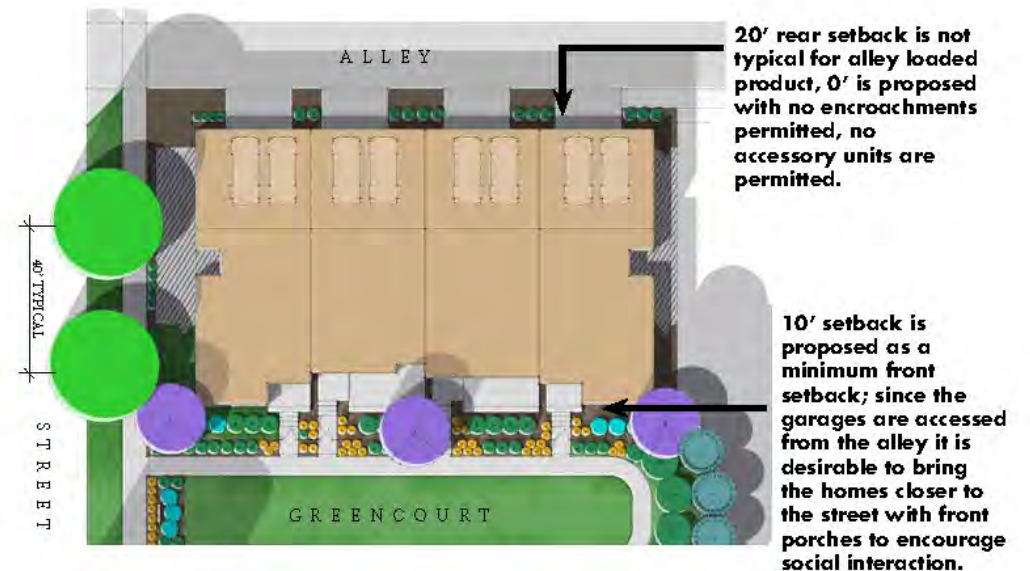 ALLEY
20' rear setback is not
typical for alley loaded
product, 0' is proposed
with no encroachments
permitted, no
accessory units are
permitted.
40' TYPICAL
10' setback is
proposed as a
minimum front
setback; since the
garages are accessed
from the alley it is
desirable to bring
the homes closer to
the street with front
porches to encourage
social interaction.
STREET
GREENCOURT